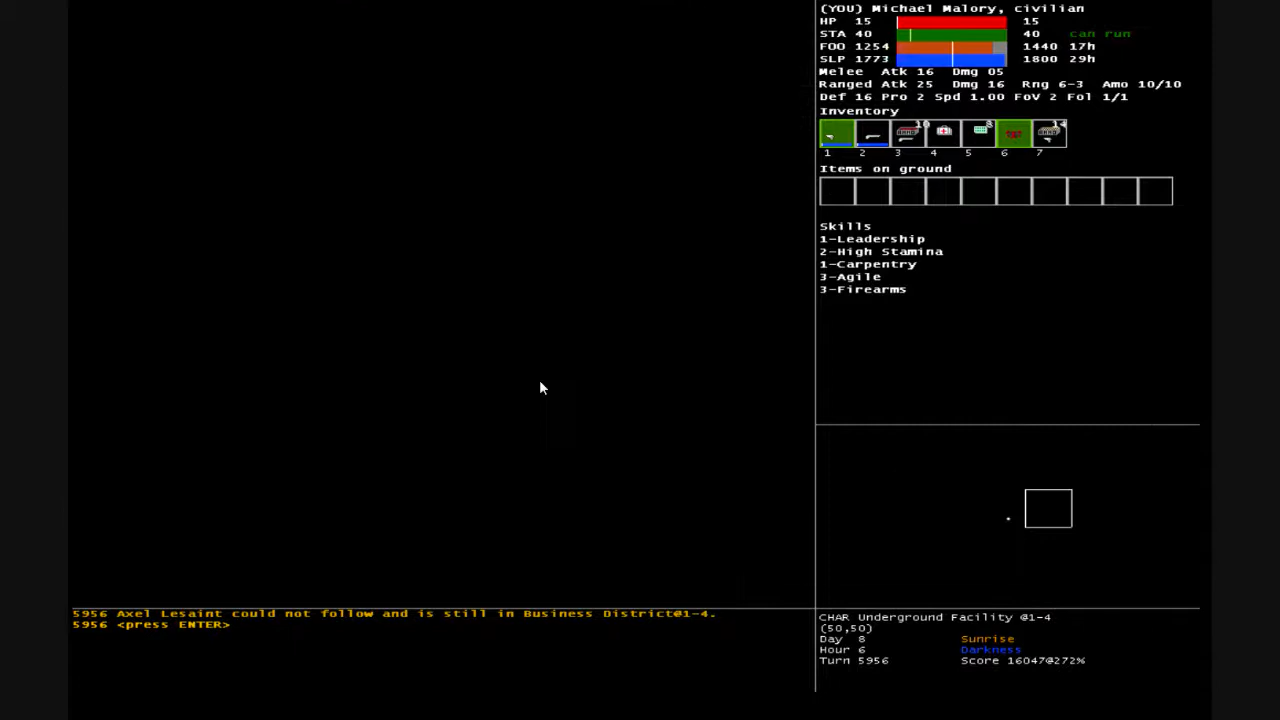 (YOU) Michael Malory, civilian
HP 15 15
STA 40 40 can run
FOO 1254 1440 17h
SLP 1773 1800 29h
Melee Atk 16 Dmg 05
Ranged Atk 25 Dmg 16 Rng 6-3 Amo 10/10
Def 16 Pro 2 Spd 1.00 FoV 2 Fol 1/1
Inventory
10 8 14
1 2 3 4 5 6 7
Items on ground
Skills
1-Leadership
2-High Stamina
1-Carpentry
3-Agile
3-Firearms
5956 Axel Lesaint could not follow and is still in Business District@1-4.
5956 <press ENTER>
CHAR Underground Facility @1-4
(50,50)
Day 8 Sunrise
Hour 6 Darkness
Turn 5956 Score 16047@272%